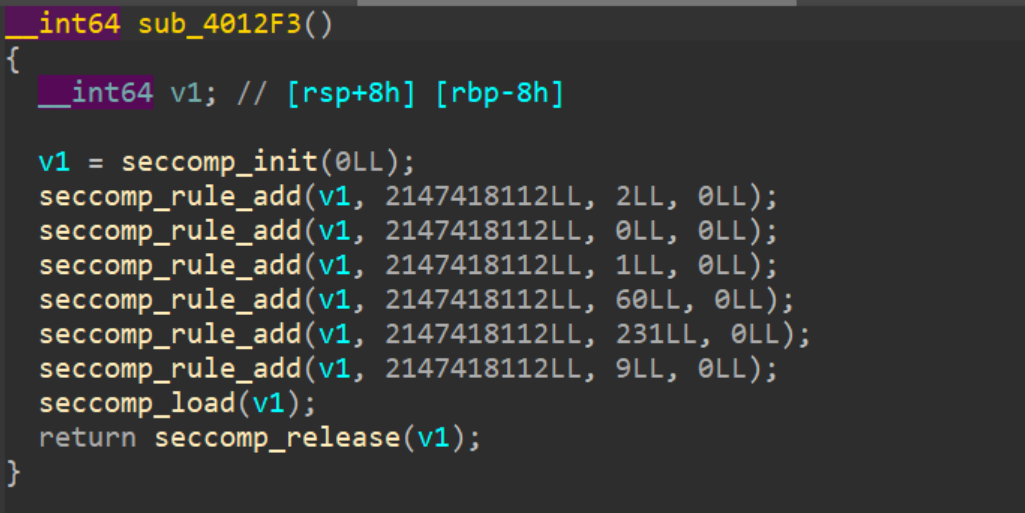 __int64 sub_4012F3()
{
__int64 v1; // [rsp+8h] [rbp-8h]
v1 = seccomp_init(0LL);
seccomp_rule_add(v1, 2147418112LL, 2LL, 0LL);
seccomp_rule_add(v1, 2147418112LL, 0LL, 0LL);
seccomp_rule_add(v1, 2147418112LL, 1LL, 0LL);
seccomp_rule_add(v1, 2147418112LL, 60LL, 0LL);
seccomp_rule_add(v1, 2147418112LL, 231LL, 0LL);
seccomp_rule_add(v1, 2147418112LL, 9LL, 0LL);
seccomp_load(v1);
return seccomp_release(v1);
}